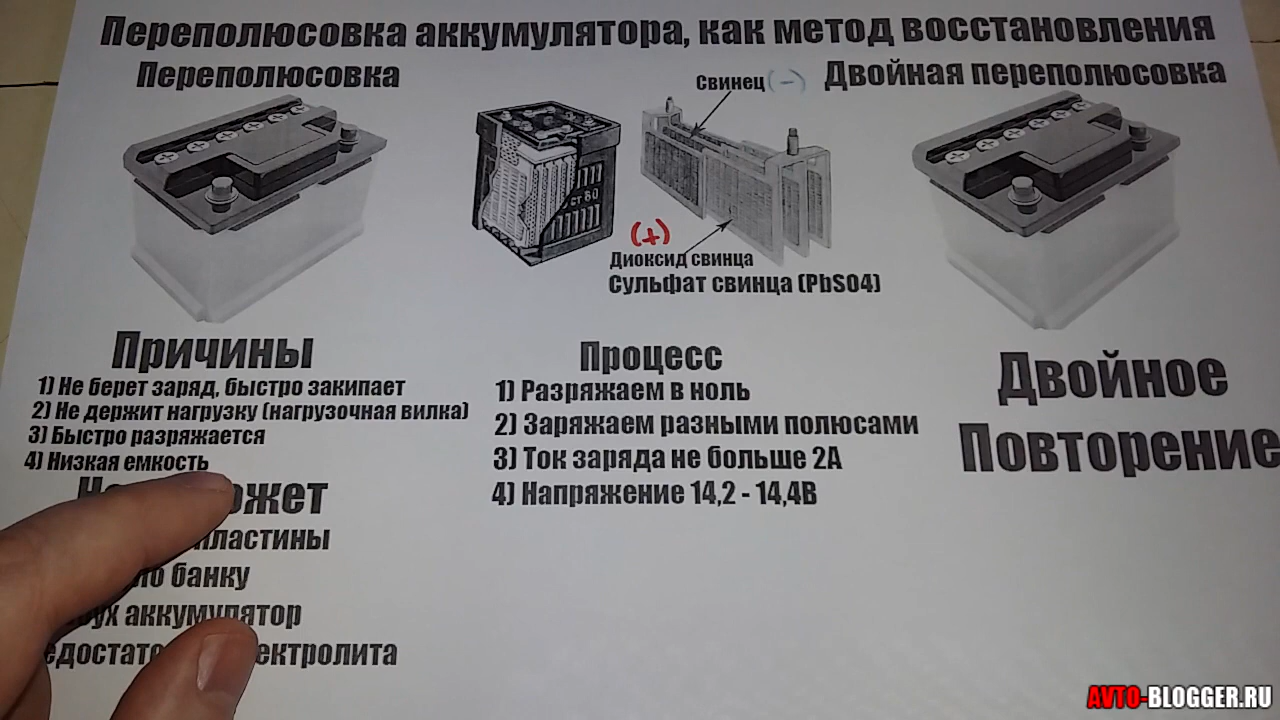 Переполюсовка аккумулятора, как метод восстановления
Переполюсовка
Свинец (-)
Двойная переполюсовка
ст 60
(+)
Диоксид свинца
Сульфат свинца (PbSO4)
Причины
1) Не берет заряд, быстро закипает
2) Не держит нагрузку (нагрузочная вилка)
3) Быстро разряжается
4) Низкая емкость
пластины
банку
аккумулятор
Процесс
1) Разряжаем в ноль
2) Заряжаем разными полюсами
3) Ток заряда не больше 2А
4) Напряжение 14,2 - 14,4В
Двойное
Повторение
AVTO-BLOGGER.RU